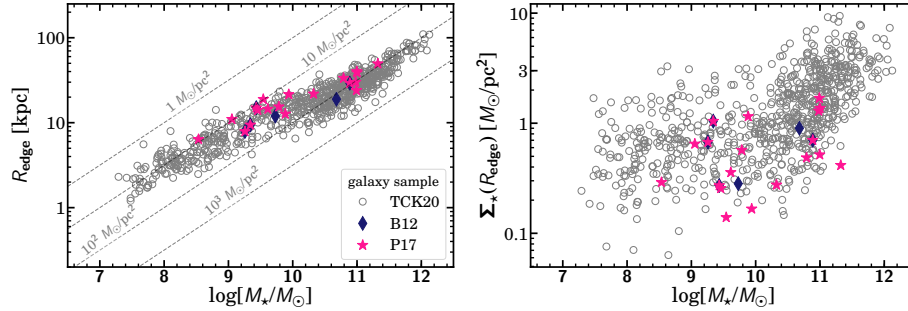 100
10
1
R_edge [kpc]
1 M⊙/pc²
10 M⊙/pc²
10² M⊙/pc²
10³ M⊙/pc²
galaxy sample
TCK20
B12
P17
7 8 9 10 11 12
log[M⋆/M⊙]
10
3
1
0.3
0.1
Σ⋆(R_edge) [M⊙/pc²]
7 8 9 10 11 12
log[M⋆/M⊙]